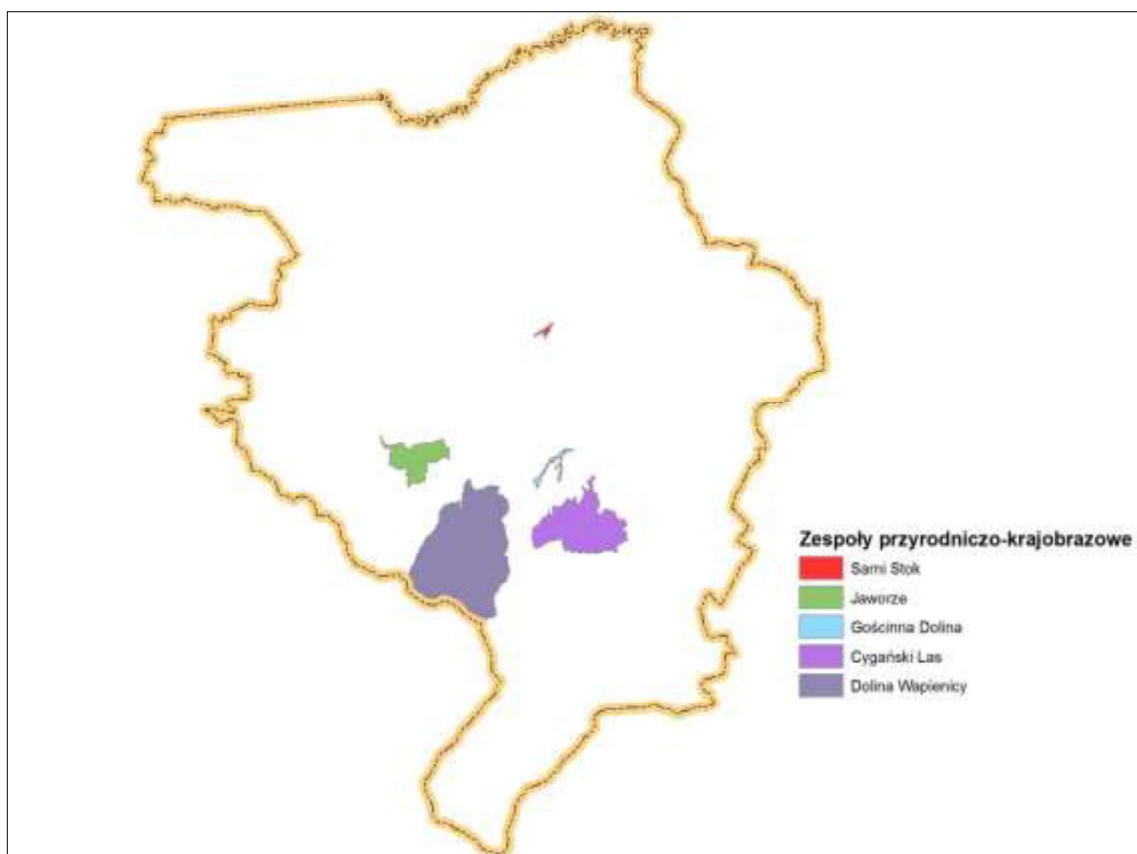 Zespoły przyrodniczo-krajobrazowe
Sarni Stok
Jaworze
Gościnna Dolina
Cygański Las
Dolina Wapienicy